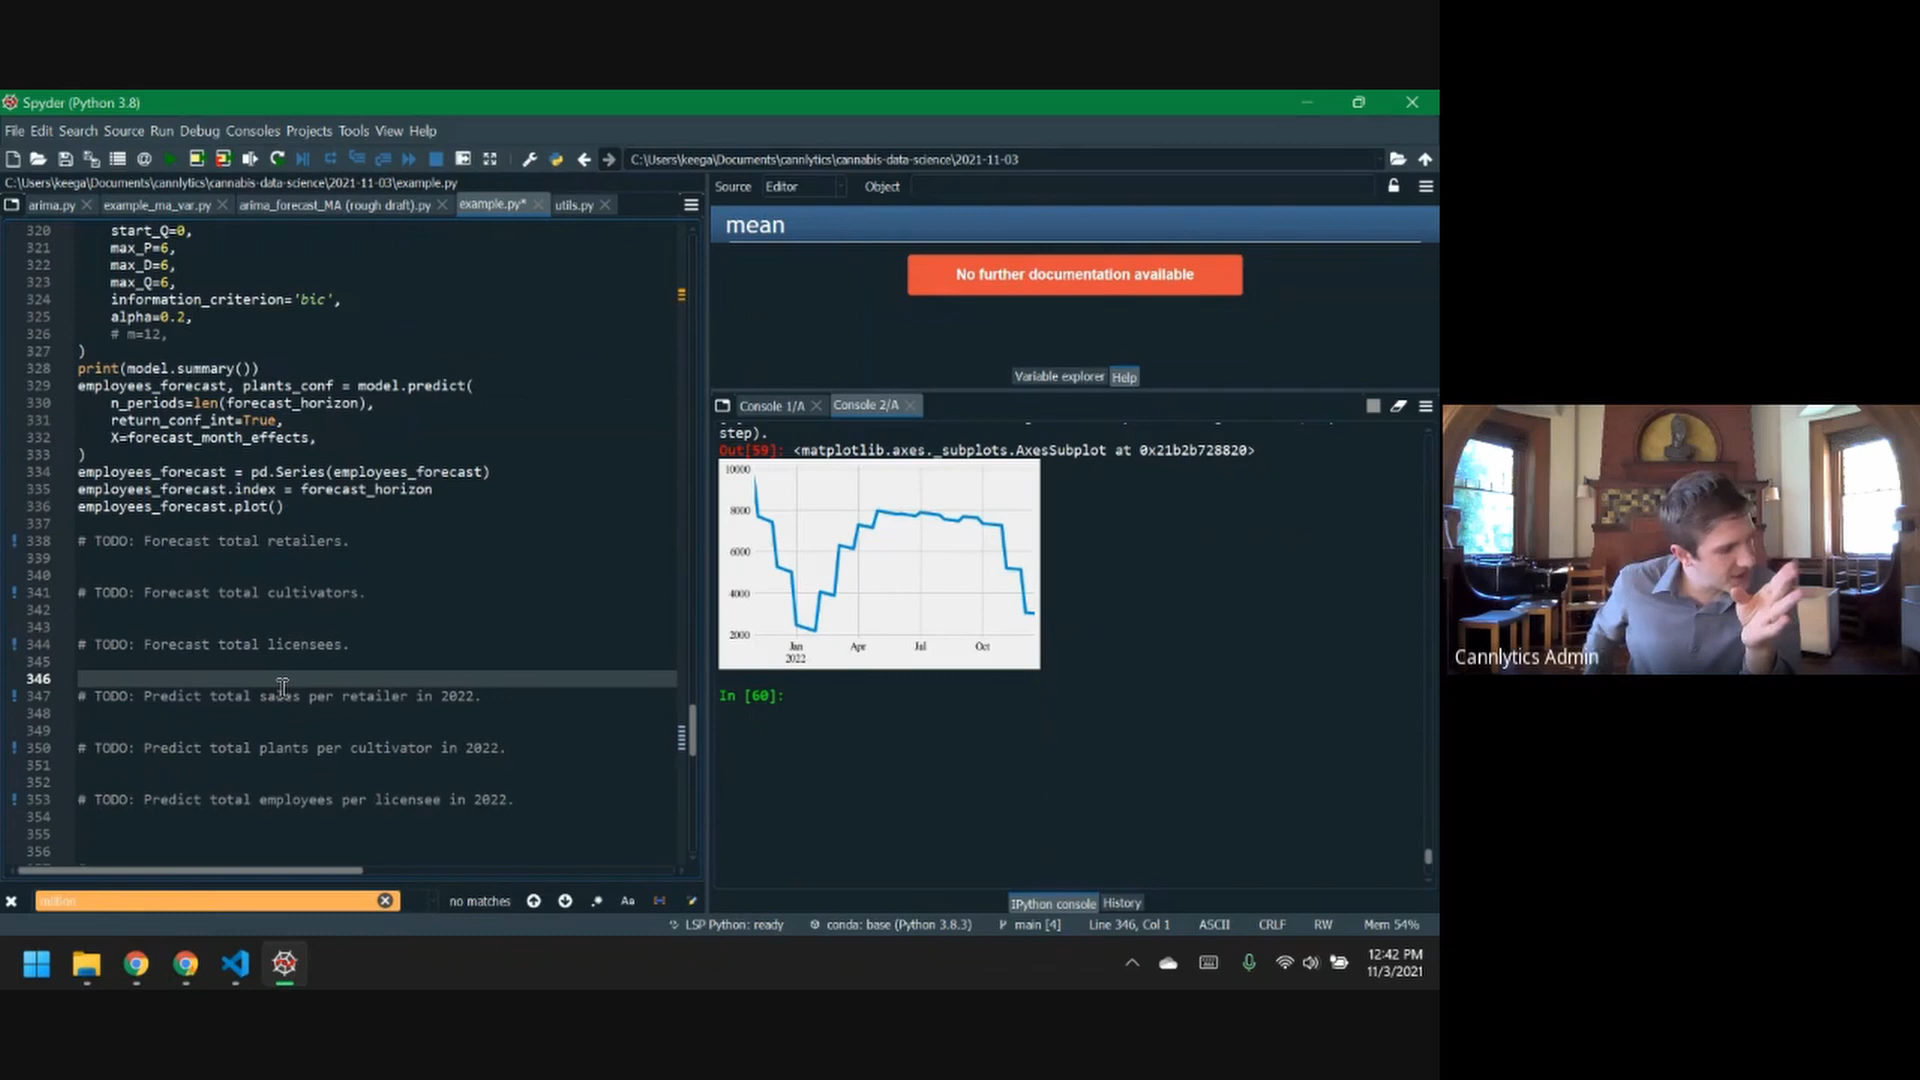 Spyder (Python 3.8)
File Edit Search Source Run Debug Consoles Projects Tools View Help
C:\Users\keega\Documents\cannlytics\cannabis-data-science\2021-11-03
C:\Users\keega\Documents\cannlytics\cannabis-data-science\2021-11-03\example.py
arima.py example_ma_var.py arima_forecast_MA (rough draft).py example.py* utils.py
320 start_Q=0,
321 max_P=6,
322 max_D=6,
323 max_Q=6,
324 information_criterion='bic',
325 alpha=0.2,
326 # m=12,
327 )
328 print(model.summary())
329 employees_forecast, plants_conf = model.predict(
330 n_periods=len(forecast_horizon),
331 return_conf_int=True,
332 X=forecast_month_effects,
333 )
334 employees_forecast = pd.Series(employees_forecast)
335 employees_forecast.index = forecast_horizon
336 employees_forecast.plot()
337
338 # TODO: Forecast total retailers.
339
340
341 # TODO: Forecast total cultivators.
342
343
344 # TODO: Forecast total licensees.
345
346
347 # TODO: Predict total sales per retailer in 2022.
348
349
350 # TODO: Predict total plants per cultivator in 2022.
351
352
353 # TODO: Predict total employees per licensee in 2022.
354
355
356
million no matches Aa
Source Editor Object
mean
No further documentation available
Variable explorer Help
Console 1/A Console 2/A
step).
Out[59]: <matplotlib.axes._subplots.AxesSubplot at 0x21b2b728820>
10000
8000
6000
4000
2000
Jan Apr Jul Oct
2022
In [60]:
IPython console History
LSP Python: ready conda: base (Python 3.8.3) main [4] Line 346, Col 1 ASCII CRLF RW Mem 54%
12:42 PM
11/3/2021
Cannlytics Admin